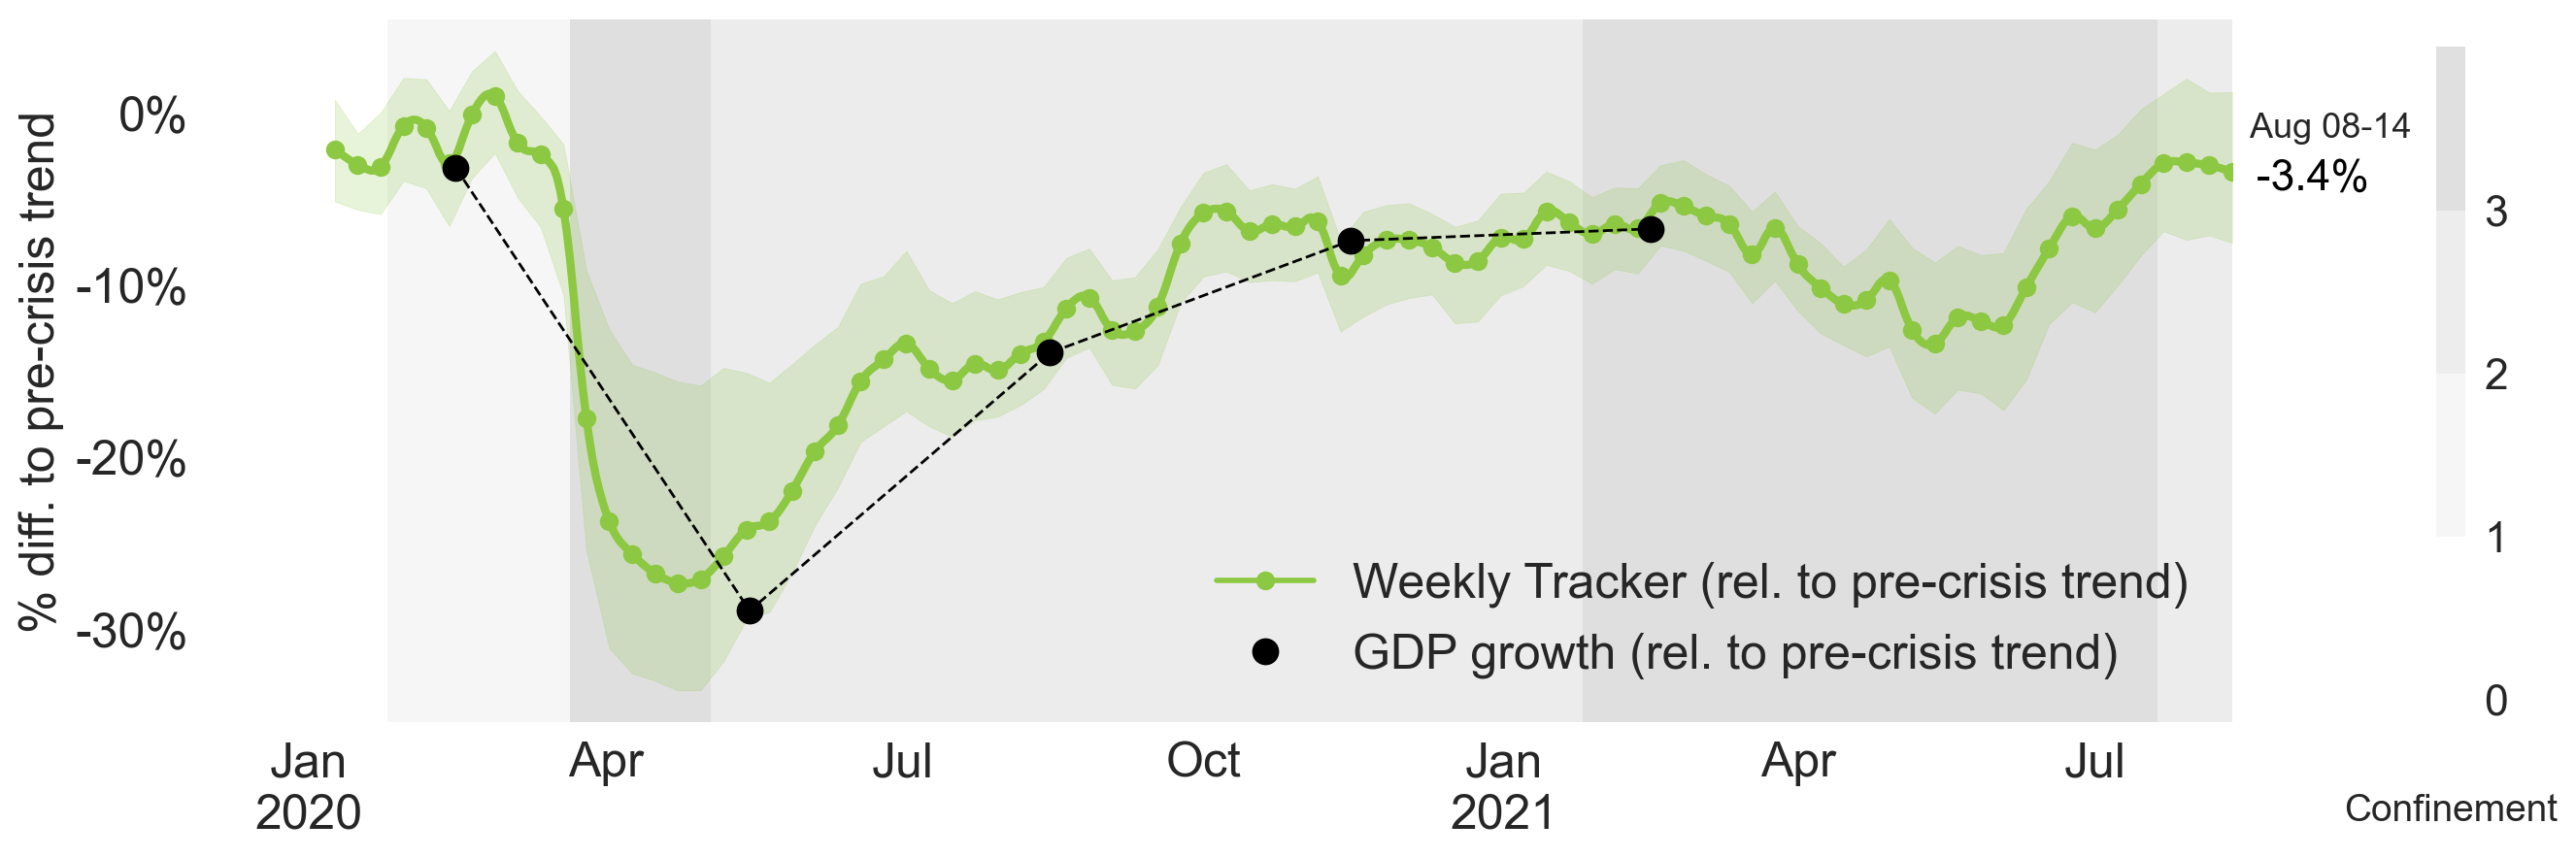 % diff. to pre-crisis trend
0%
-10%
-20%
-30%
Jan
2020
Apr
Jul
Oct
Jan
2021
Apr
Jul
Weekly Tracker (rel. to pre-crisis trend)
GDP growth (rel. to pre-crisis trend)
Aug 08-14
-3.4%
3
2
1
0
Confinement